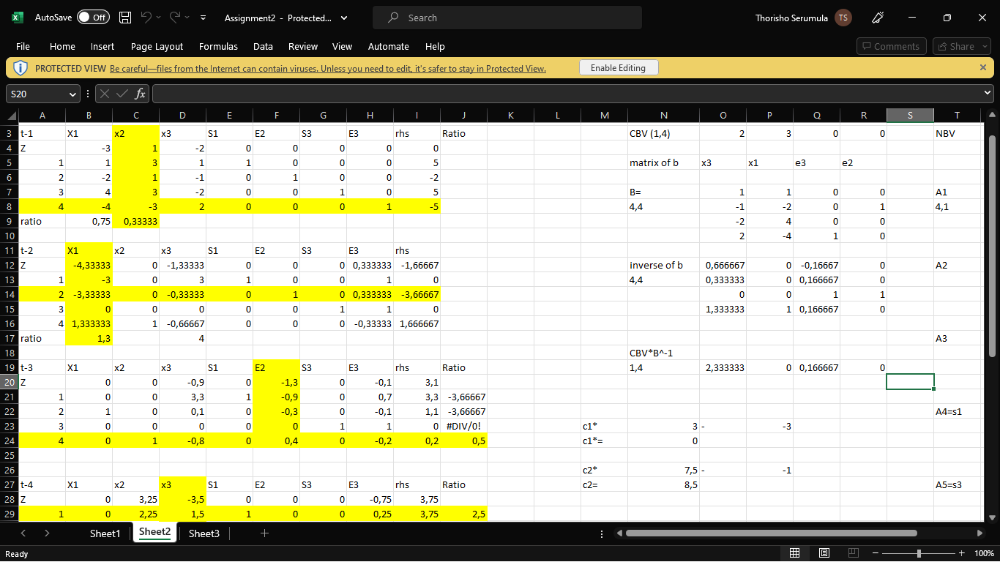 AutoSave Off Assignment2 - Protected... Search Thorisho Serumula TS
File Home Insert Page Layout Formulas Data Review View Automate Help Comments Share
PROTECTED VIEW Be careful—files from the Internet can contain viruses. Unless you need to edit, it's safer to stay in Protected View. Enable Editing
S20 fx
A B C D E F G H I J K L M N O P Q R S T
3 t-1 X1 x2 x3 S1 E2 S3 E3 rhs Ratio CBV (1,4) 2 3 0 0 NBV
4 Z -3 1 -2 0 0 0 0 0
5 1 1 3 1 1 0 0 0 5 matrix of b x3 x1 e3 e2
6 2 -2 1 -1 0 1 0 0 -2
7 3 4 3 -2 0 0 1 0 5 B= 1 1 0 0 A1
8 4 -4 -3 2 0 0 0 1 -5 4,4 -1 -2 0 1 4,1
9 ratio 0,75 0,33333 -2 4 0 0
10 2 -4 1 0
11 t-2 X1 x2 x3 S1 E2 S3 E3 rhs
12 Z -4,33333 0 -1,33333 0 0 0 0,333333 -1,66667 inverse of b 0,666667 0 -0,16667 0 A2
13 1 -3 0 3 1 0 0 1 0 4,4 0,333333 0 0,166667 0
14 2 -3,33333 0 -0,33333 0 1 0 0,333333 -3,66667 0 0 1 1
15 3 0 0 0 0 0 1 1 0 1,333333 1 0,166667 0
16 4 1,333333 1 -0,66667 0 0 0 -0,33333 1,666667
17 ratio 1,3 4 A3
18 CBV*B^-1
19 t-3 X1 x2 x3 S1 E2 S3 E3 rhs Ratio 1,4 2,333333 0 0,166667 0
20 Z 0 0 -0,9 0 -1,3 0 -0,1 3,1
21 1 0 0 3,3 1 -0,9 0 0,7 3,3 -3,66667
22 2 1 0 0,1 0 -0,3 0 -0,1 1,1 -3,66667 A4=s1
23 3 0 0 0 0 0 1 1 0 #DIV/0! c1* 3 - -3
24 4 0 1 -0,8 0 0,4 0 -0,2 0,2 0,5 c1*= 0
25
26 c2* 7,5 - -1
27 t-4 X1 x2 x3 S1 E2 S3 E3 rhs Ratio c2= 8,5 A5=s3
28 Z 0 3,25 -3,5 0 0 0 -0,75 3,75
29 1 0 2,25 1,5 1 0 0 0,25 3,75 2,5
Sheet1 Sheet2 Sheet3
Ready 100%